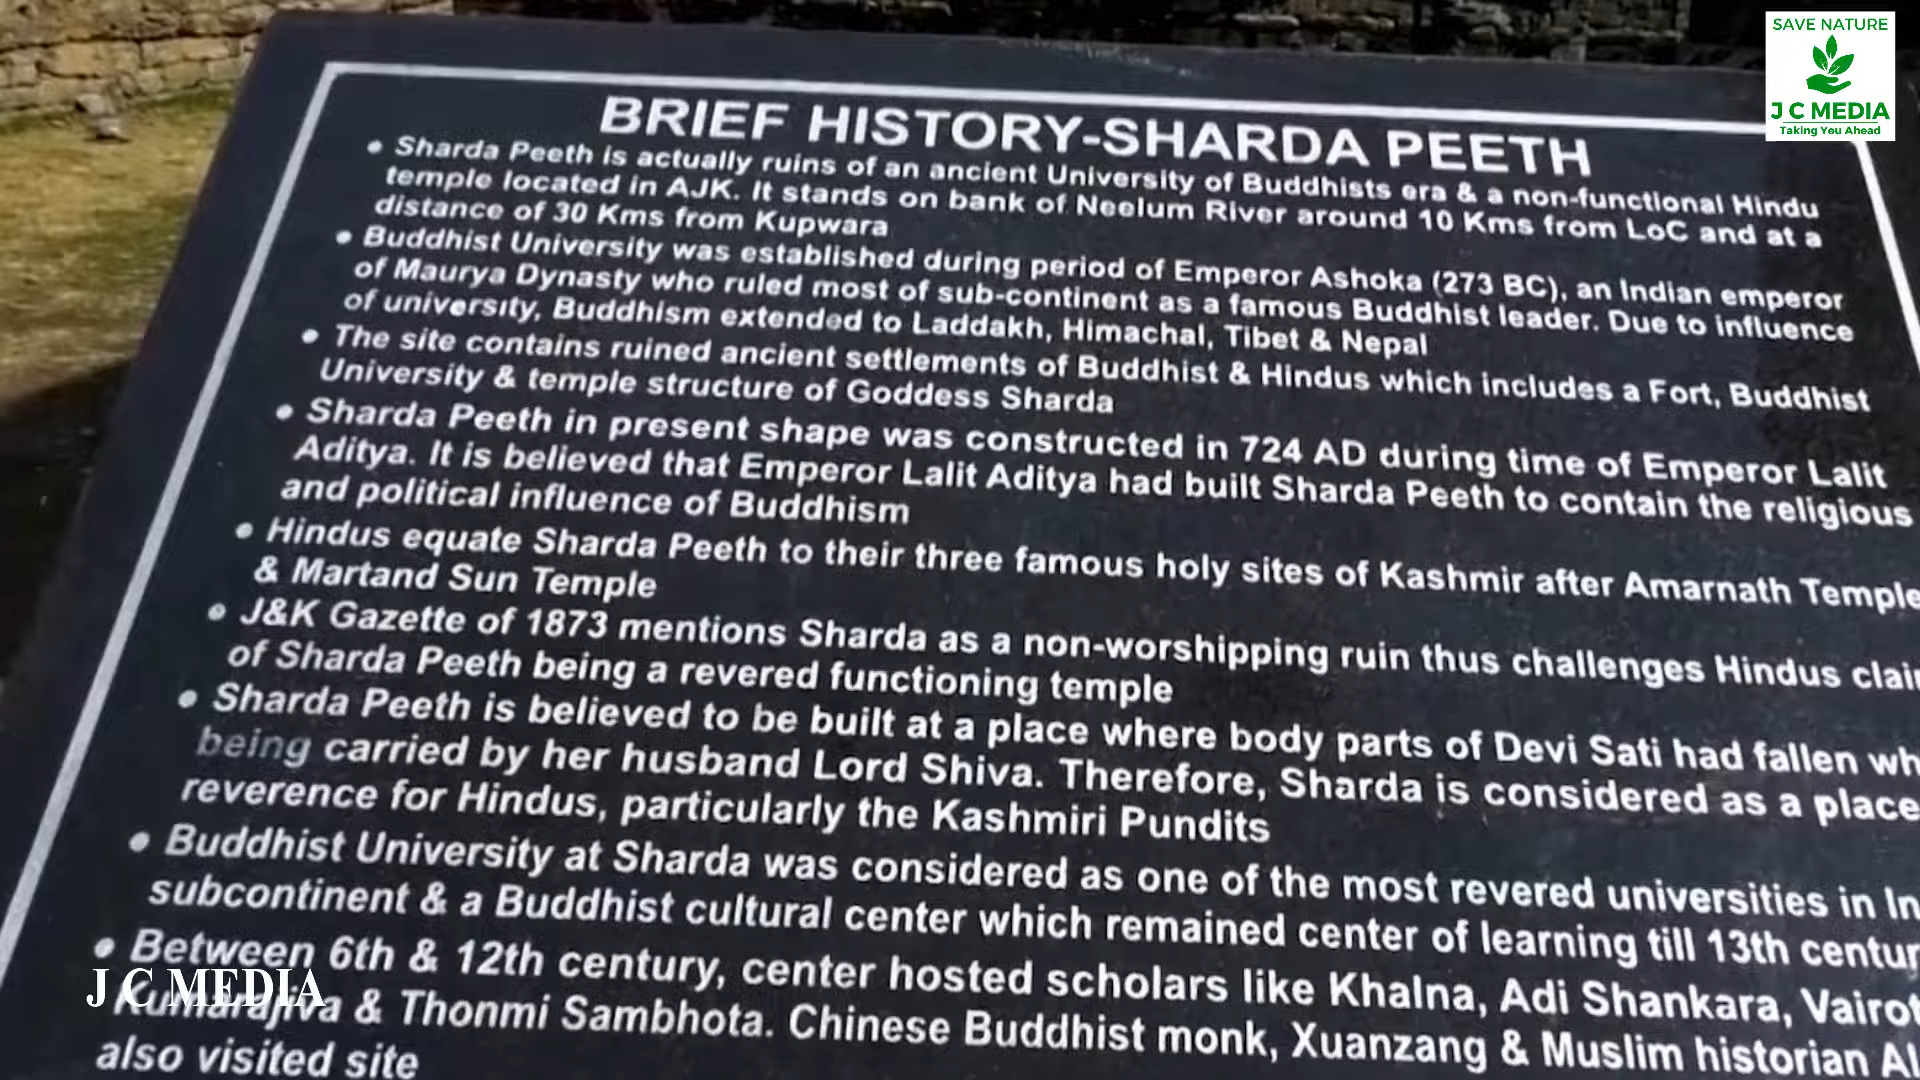 SAVE NATURE
J C MEDIA
Taking You Ahead
BRIEF HISTORY-SHARDA PEETH
• Sharda Peeth is actually ruins of an ancient University of Buddhists era & a non-functional Hindu
temple located in AJK. It stands on bank of Neelum River around 10 Kms from LoC and at a
distance of 30 Kms from Kupwara
• Buddhist University was established during period of Emperor Ashoka (273 BC), an Indian emperor
of Maurya Dynasty who ruled most of sub-continent as a famous Buddhist leader. Due to influence
of university, Buddhism extended to Laddakh, Himachal, Tibet & Nepal
• The site contains ruined ancient settlements of Buddhist & Hindus which includes a Fort, Buddhist
University & temple structure of Goddess Sharda
• Sharda Peeth in present shape was constructed in 724 AD during time of Emperor Lalit
Aditya. It is believed that Emperor Lalit Aditya had built Sharda Peeth to contain the religious
and political influence of Buddhism
• Hindus equate Sharda Peeth to their three famous holy sites of Kashmir after Amarnath Temple
& Martand Sun Temple
• J&K Gazette of 1873 mentions Sharda as a non-worshipping ruin thus challenges Hindus
of Sharda Peeth being a revered functioning temple
• Sharda Peeth is believed to be built at a place where body parts of Devi Sati had fallen
being carried by her husband Lord Shiva. Therefore, Sharda is considered as a place
reverence for Hindus, particularly the Kashmiri Pundits
• Buddhist University at Sharda was considered as one of the most revered universities in
subcontinent & a Buddhist cultural center which remained center of learning till 13th
• Between 6th & 12th century, center hosted scholars like Khalna, Adi Shankara,
Kumarajiva & Thonmi Sambhota. Chinese Buddhist monk, Xuanzang & Muslim historian
also visited site
J C MEDIA